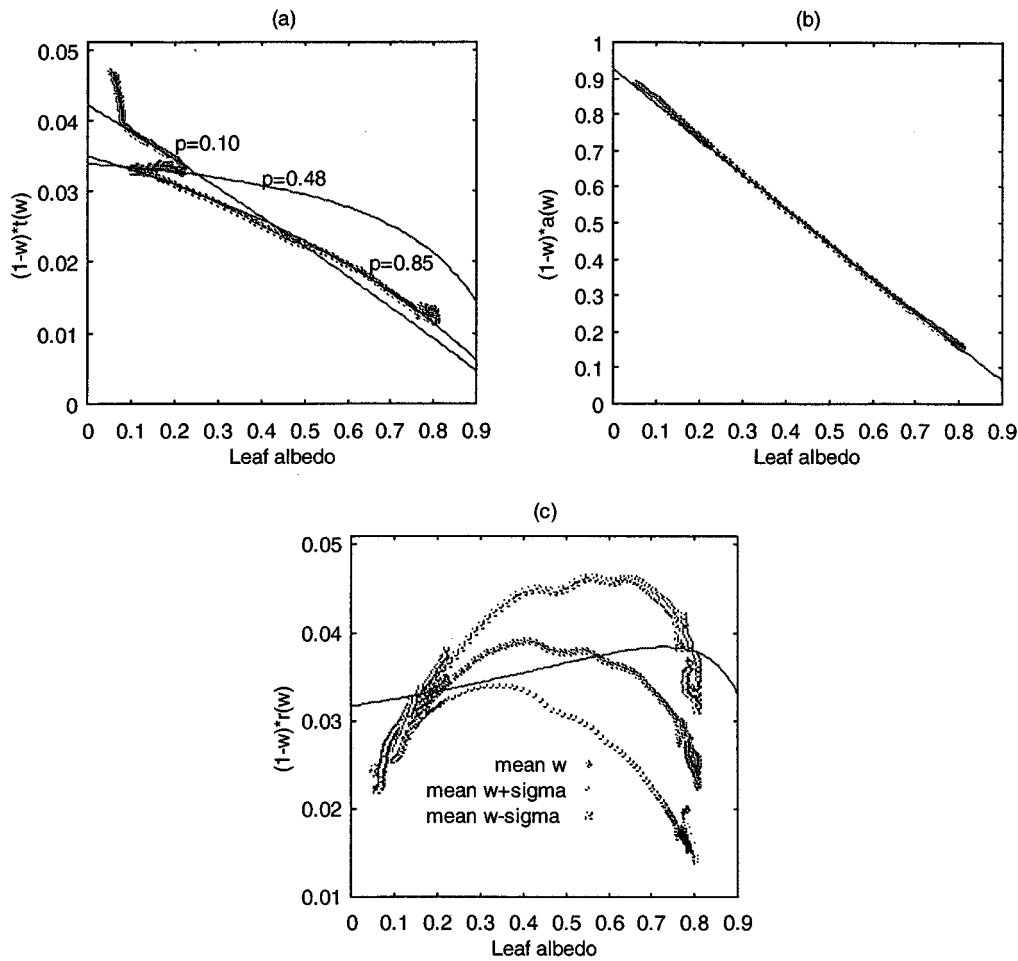 (a)
0.05
0.04
0.03
0.02
0.01
0
(1-w)*t(w)
p=0.10
p=0.48
p=0.85
0 0.1 0.2 0.3 0.4 0.5 0.6 0.7 0.8 0.9
Leaf albedo
(b)
1
0.9
0.8
0.7
0.6
0.5
0.4
0.3
0.2
0.1
0
(1-w)*a(w)
0 0.1 0.2 0.3 0.4 0.5 0.6 0.7 0.8 0.9
Leaf albedo
(c)
0.05
0.04
0.03
0.02
0.01
(1-w)*r(w)
mean w
mean w+sigma
mean w-sigma
0 0.1 0.2 0.3 0.4 0.5 0.6 0.7 0.8 0.9
Leaf albedo